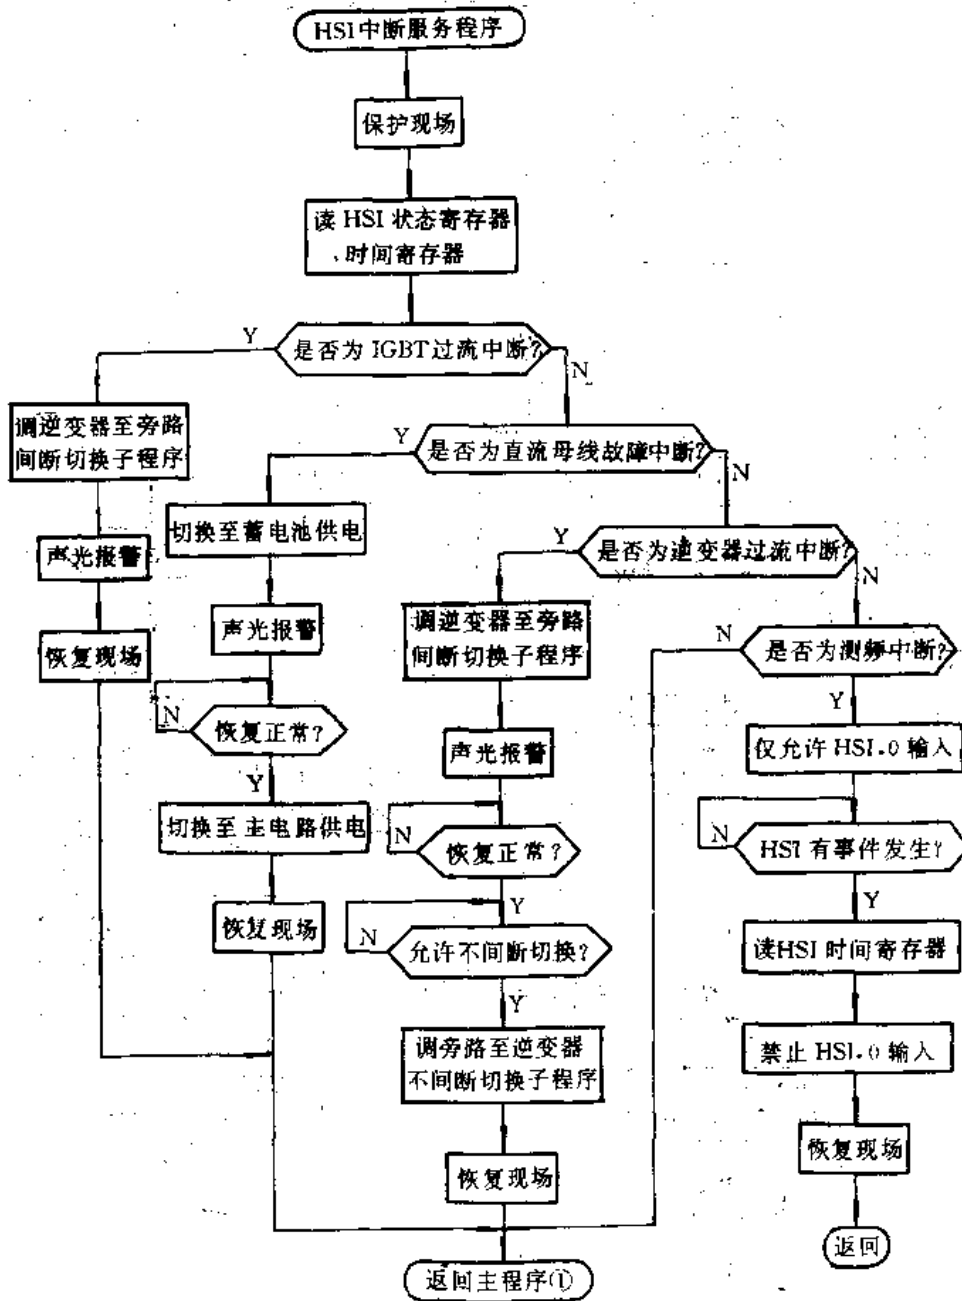 HSI中断服务程序
保护现场
读 HSI 状态寄存器
、时间寄存器
Y
是否为 IGBT 过流中断?
N
调逆变器至旁路
间断切换子程序
声光报警
恢复现场
Y
是否为直流母线故障中断?
N
切换至蓄电池供电
声光报警
N
恢复正常?
Y
切换至主电路供电
恢复现场
Y
是否为逆变器过流中断?
N
调逆变器至旁路
间断切换子程序
声光报警
N
恢复正常?
Y
N
允许不间断切换?
Y
调旁路至逆变器
不间断切换子程序
恢复现场
返回主程序①
N
是否为测频中断?
Y
仅允许 HSI.0 输入
N
HSI 有事件发生?
Y
读HSI 时间寄存器
禁止 HSI.0 输入
恢复现场
返回